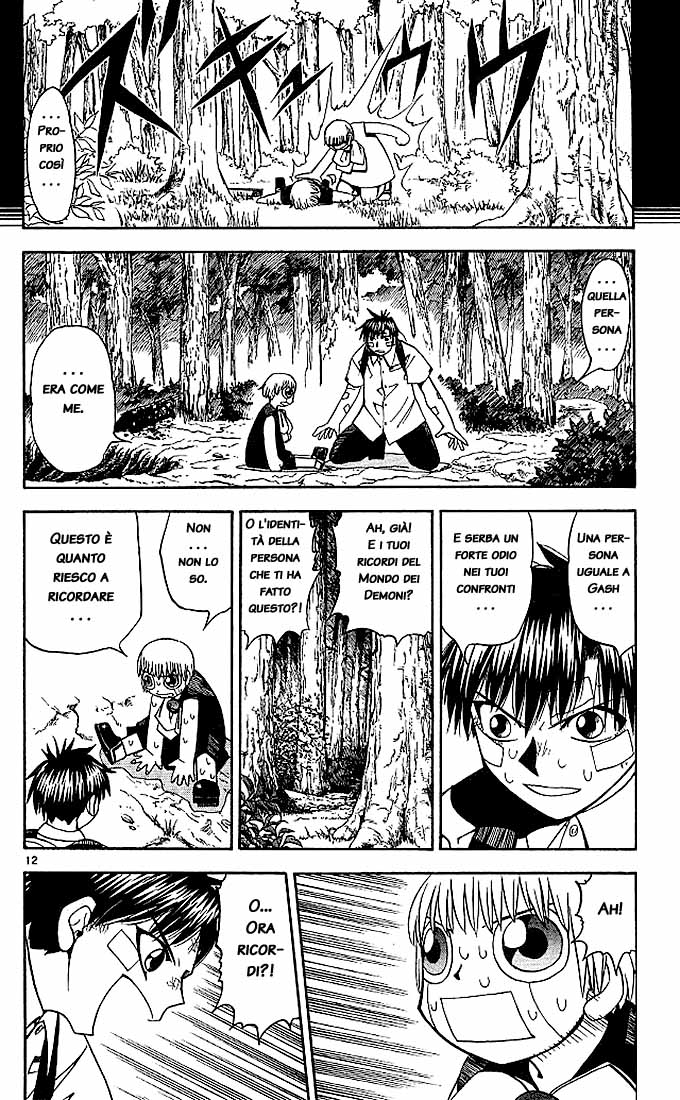 . . .
PRO-
PRIO
COSÌ
. . .
. . .
QUELLA
PER-
SONA
. . .
. . .
ERA COME
ME.
UNA PER-
SONA
UGUALE A
GASH
E SERBA UN
FORTE ODIO
NEI TUOI
CONFRONTI
. . .
AH, GIÀ!
E I TUOI
RICORDI DEL
MONDO DEI
DEMONI?
O L'IDENTI-
TÀ DELLA
PERSONA
CHE TI HA
FATTO
QUESTO?!
NON
. . .
NON LO
SO.
QUESTO È
QUANTO
RIESCO A
RICORDARE
. . .
12
AH!
O...
ORA
RICOR-
DI?!